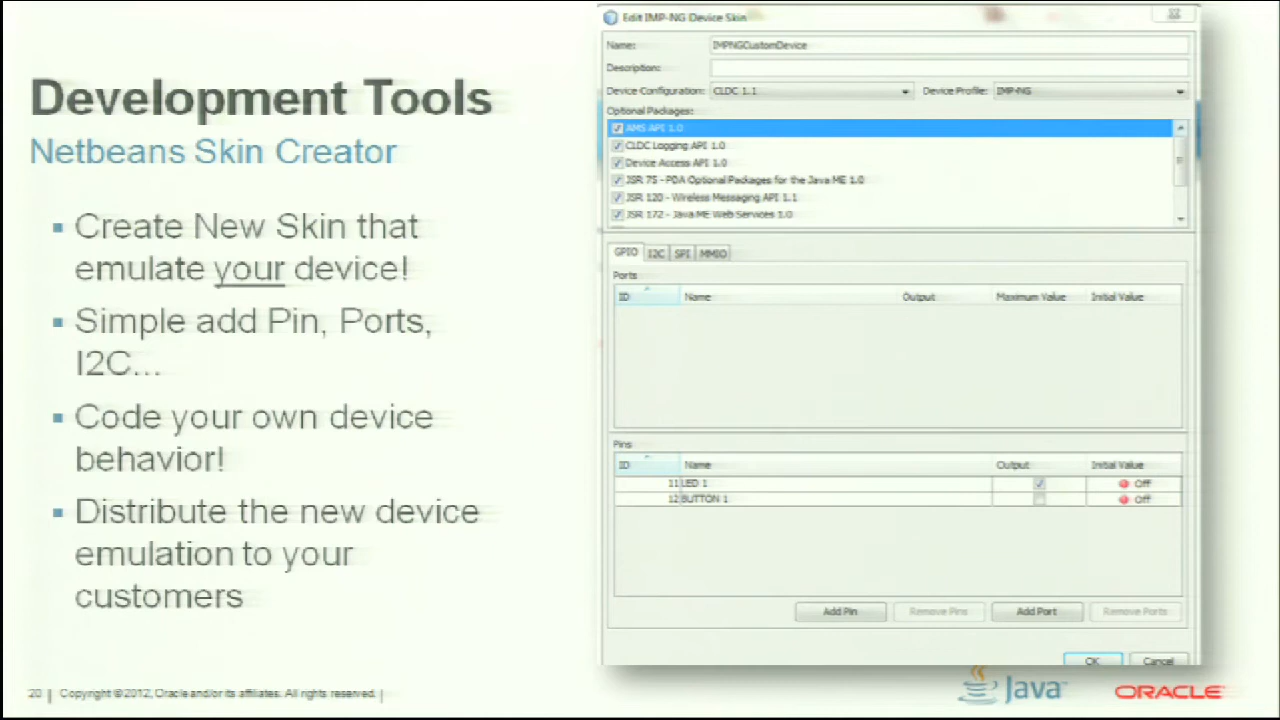 Development Tools
Netbeans Skin Creator
▪ Create New Skin that
emulate your device!
▪ Simple add Pin, Ports,
I2C...
▪ Code your own device
behavior!
▪ Distribute the new device
emulation to your
customers
20 | Copyright © 2012, Oracle and/or its affiliates. All rights reserved. |
Edit IMP-NG Device Skin
Name: IMPNGCustomDevice
Description:
Device Configuration: CLDC 1.1 Device Profile: IMP-NG
Optional Packages:
AMS API 1.0
CLDC Logging API 1.0
Device Access API 1.0
JSR 75 - PDA Optional Packages for the Java ME 1.0
JSR 120 - Wireless Messaging API 1.1
JSR 172 - Java ME Web Services 1.0
GPIO I2C SPI MMIO
Ports
ID Name Output Maximum Value Initial Value
Pins
ID Name Output Initial Value
11 LED 1 Off
12 BUTTON 1 Off
Add Pin Remove Pins Add Port Remove Ports
OK Cancel
Java ORACLE